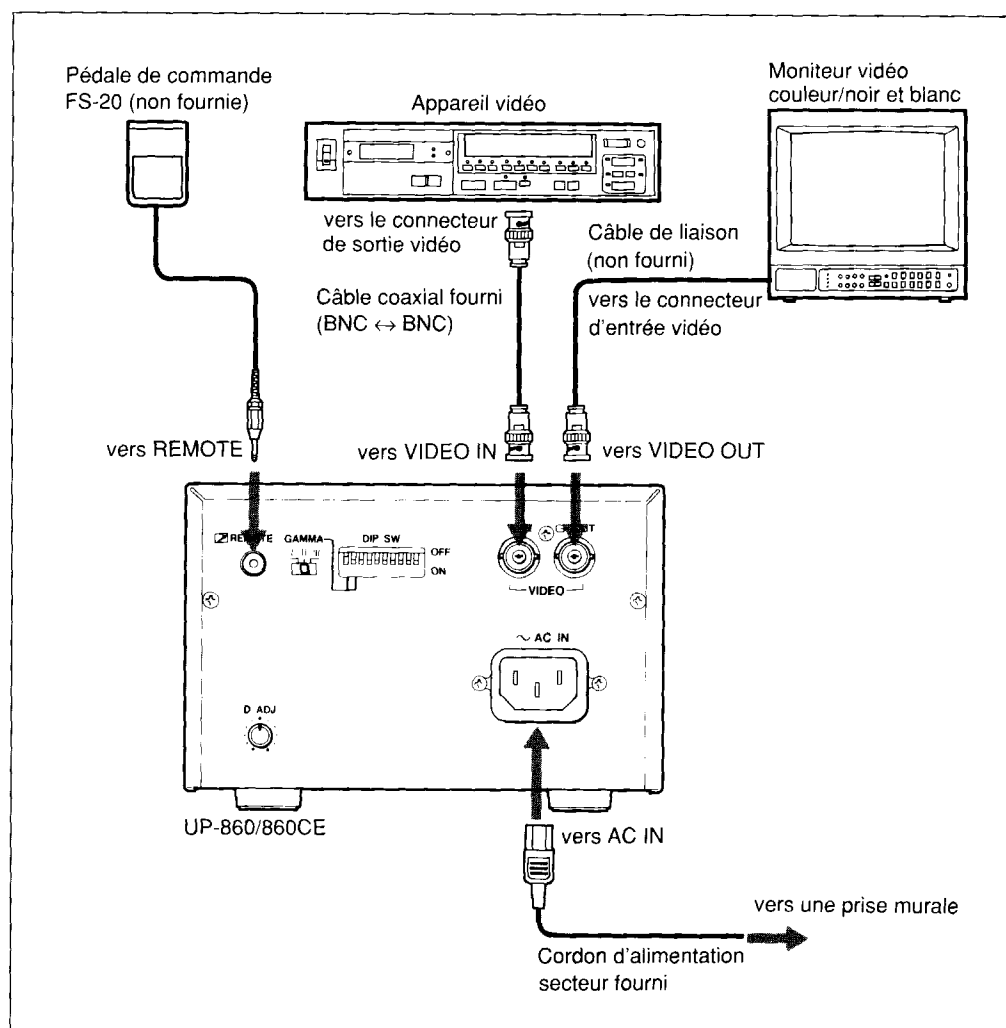 Pédale de commande
FS-20 (non fournie)
Appareil vidéo
Moniteur vidéo
couleur/noir et blanc
vers le connecteur
de sortie vidéo
Câble de liaison
(non fourni)
Câble coaxial fourni
(BNC ↔ BNC)
vers le connecteur
d'entrée vidéo
vers REMOTE
vers VIDEO IN
vers VIDEO OUT
GAMMA
DIP SW
OFF
ON
VIDEO
~ AC IN
D ADJ
UP-860/860CE
vers AC IN
vers une prise murale
Cordon d'alimentation
secteur fourni